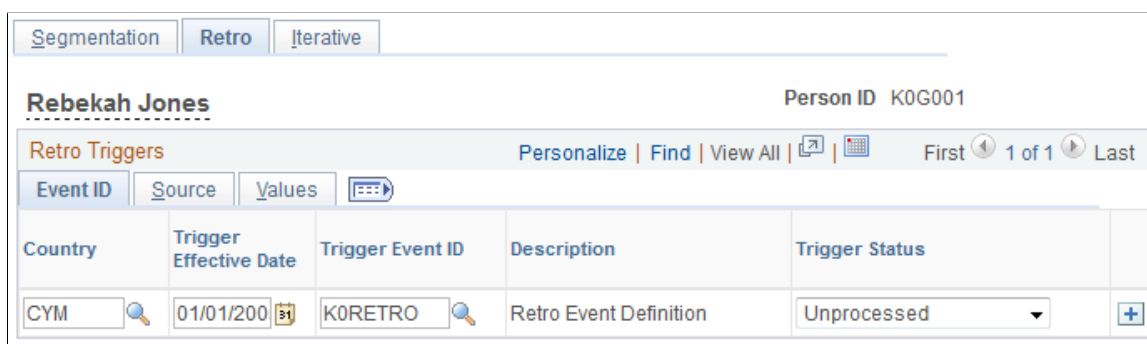 Segmentation Retro Iterative
Rebekah Jones Person ID K0G001
Retro Triggers Personalize | Find | View All | | First 1 of 1 Last
Event ID Source Values
Country Trigger Effective Date Trigger Event ID Description Trigger Status
CYM 01/01/200 31 K0RETRO Retro Event Definition Unprocessed +